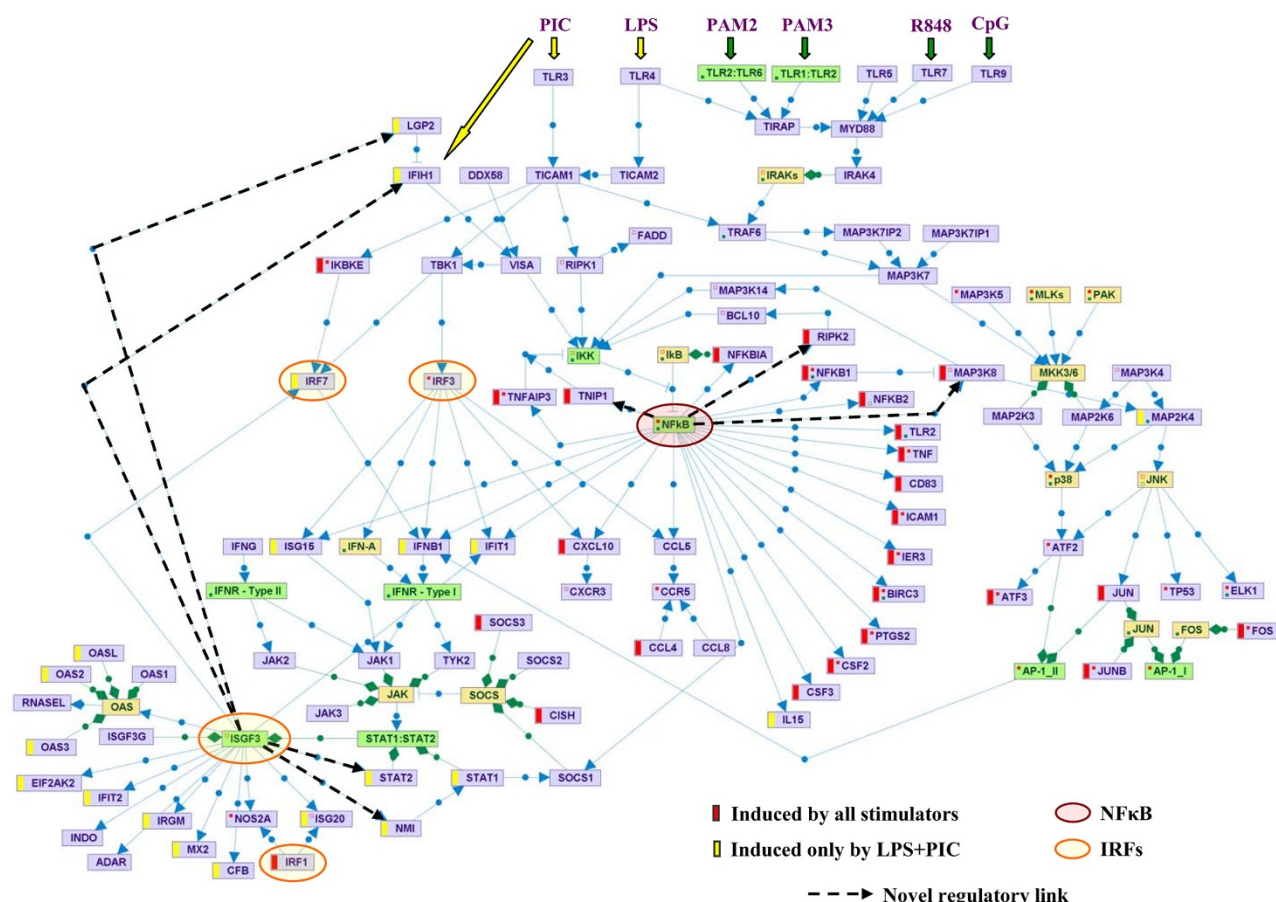 PIC LPS PAM2 PAM3 R848 CpG
TLR3 TLR4 TLR2:TLR6 TLR1:TLR2 TLR5 TLR7 TLR9
LGP2 TIRAP MYD88
IFIH1 DDX58 TICAM1 TICAM2 IRAKs IRAK4
FADD TRAF6 MAP3K7IP2 MAP3K7IP1
IKBKE TBK1 VISA RIPK1 MAP3K7
MAP3K14 MAP3K5 MLKs PAK
BCL10
IKK IkB NFKBIA RIPK2
IRF7 IRF3 NFKB1 MAP3K8 MKK3/6 MAP3K4
TNFAIP3 TNIP1 NFKB2
NFkB MAP2K3 MAP2K6 MAP2K4
TLR2
TNF
CD83 p38 JNK
ICAM1
IFNG ISG15 IFN-A IFNB1 IFIT1 CXCL10 CCL5 IER3 ATF2
IFNR - Type II IFNR - Type I CXCR3 CCR5 BIRC3 ATF3 JUN TP53 ELK1
SOCS3 PTGS2 JUN FOS FOS
OASL JAK2 JAK1 TYK2 SOCS2 CCL4 CCL8 CSF2 AP-1_II JUNB AP-1_I
OAS2 OAS1 JAK SOCS CSF3
RNASEL OAS JAK3 CISH IL15
OAS3 ISGF3G ISGF3 STAT1:STAT2
EIF2AK2 STAT2 STAT1 SOCS1
IFIT2
INDO IRGM NOS2A ISG20 NMI
ADAR MX2 CFB IRF1
Induced by all stimulators NFκB
Induced only by LPS+PIC IRFs
Novel regulatory link